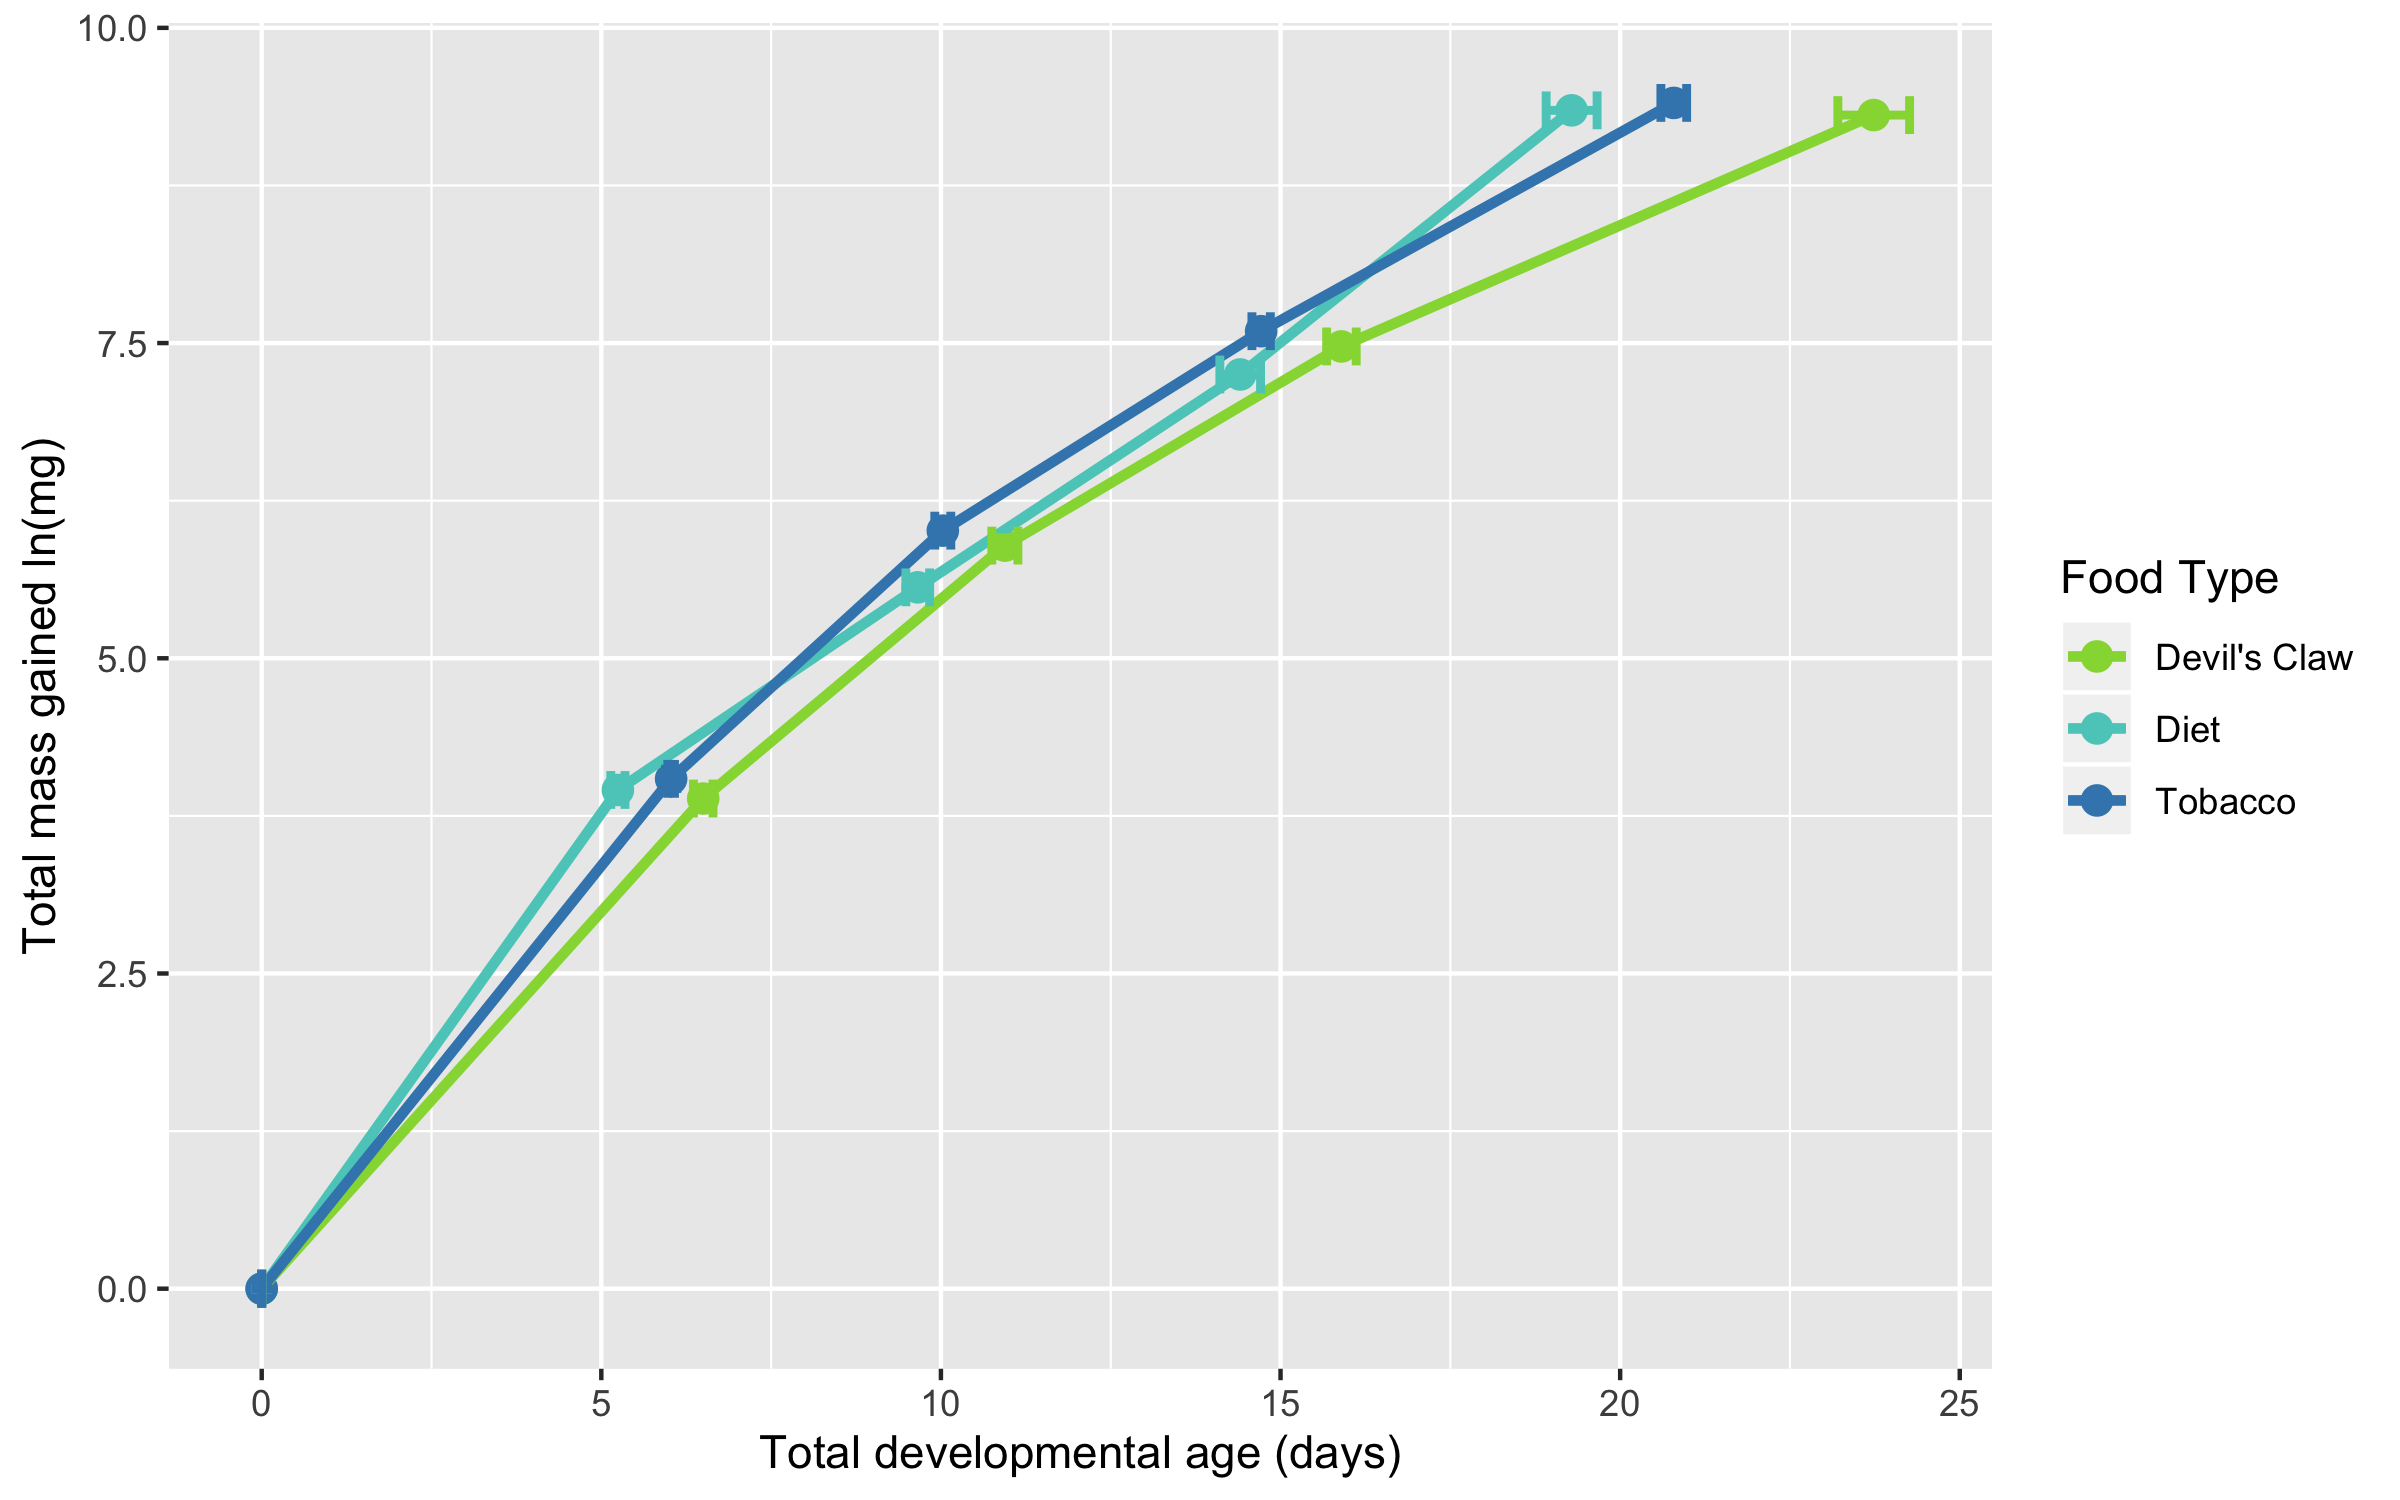 10.0
7.5
5.0
2.5
0.0
Total mass gained ln(mg)
0 5 10 15 20 25
Total developmental age (days)
Food Type
Devil's Claw
Diet
Tobacco